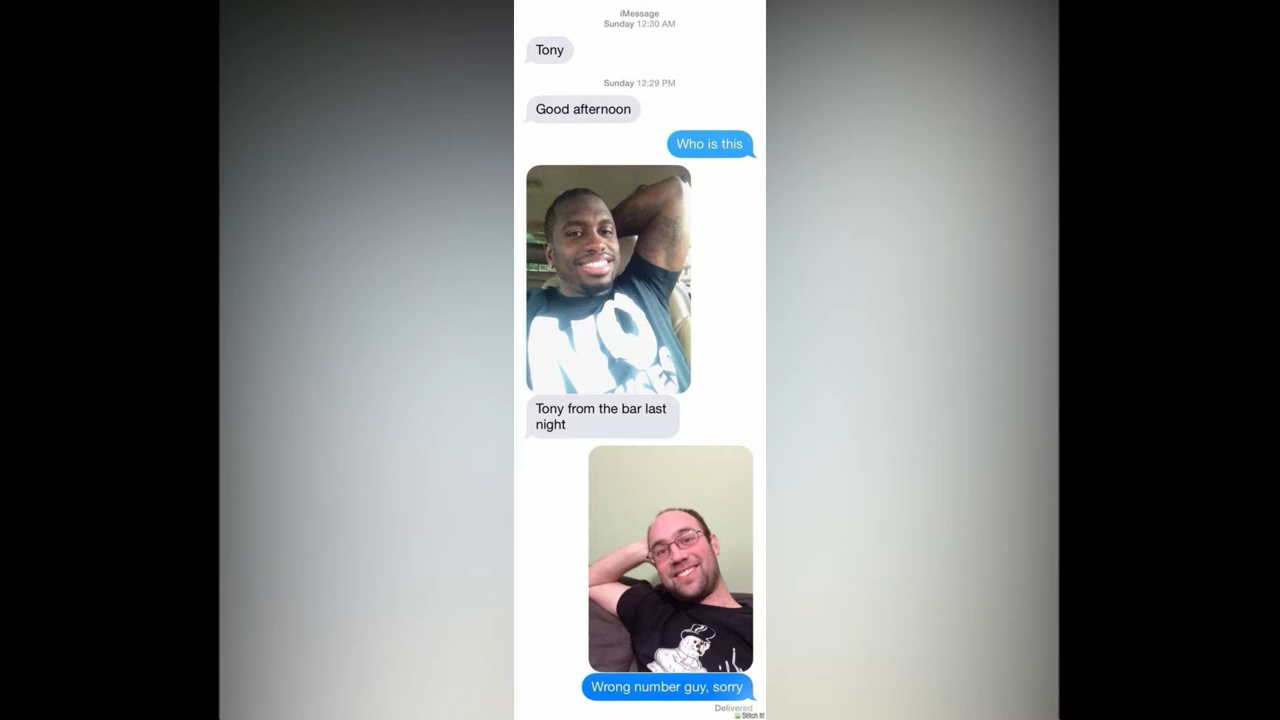 iMessage
Sunday 12:30 AM
Tony
Sunday 12:29 PM
Good afternoon
Who is this
NO
Tony from the bar last
night
Wrong number guy, sorry
Delivered
Stitch It!